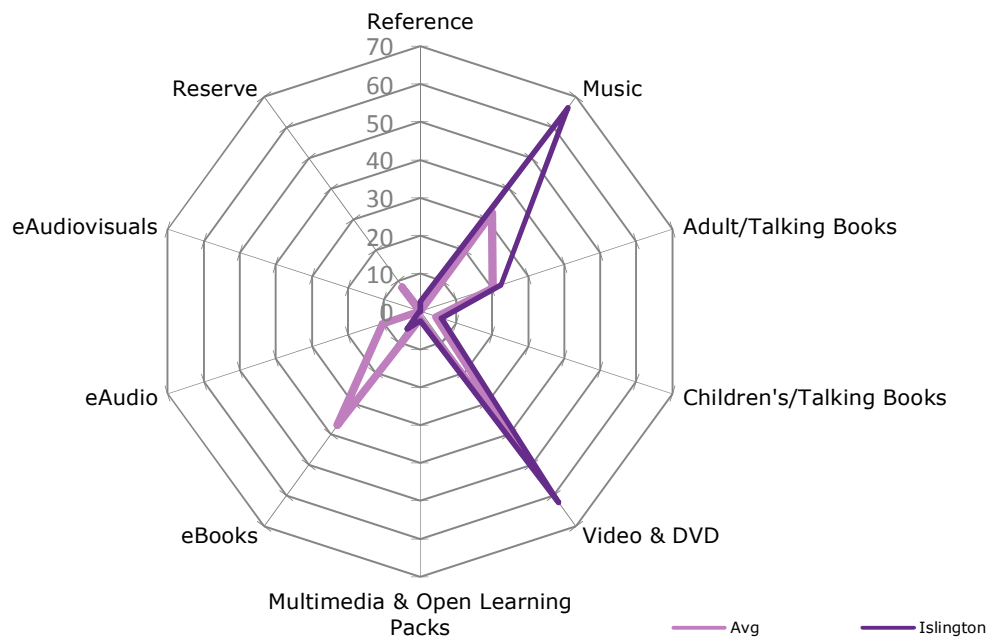 Reference
70
60
50
40
30
20
10
0
Music
Adult/Talking Books
Children's/Talking Books
Video & DVD
Multimedia & Open Learning
Packs
eBooks
eAudio
eAudiovisuals
Reserve
Avg
Islington